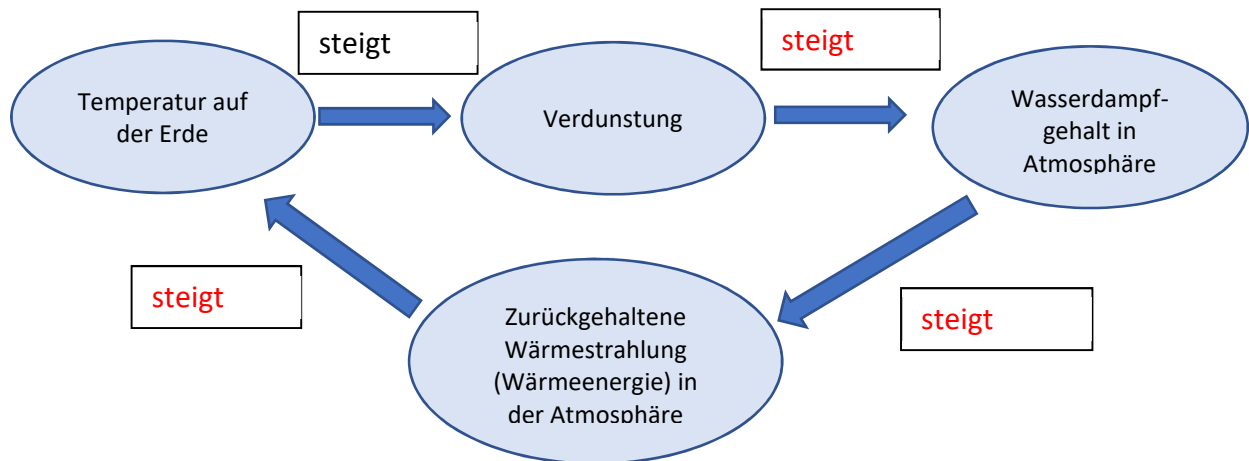 steigt
steigt
Temperatur auf
der Erde
Verdunstung
Wasserdampf-
gehalt in
Atmosphäre
steigt
steigt
Zurückgehaltene
Wärmestrahlung
(Wärmeenergie) in
der Atmosphäre